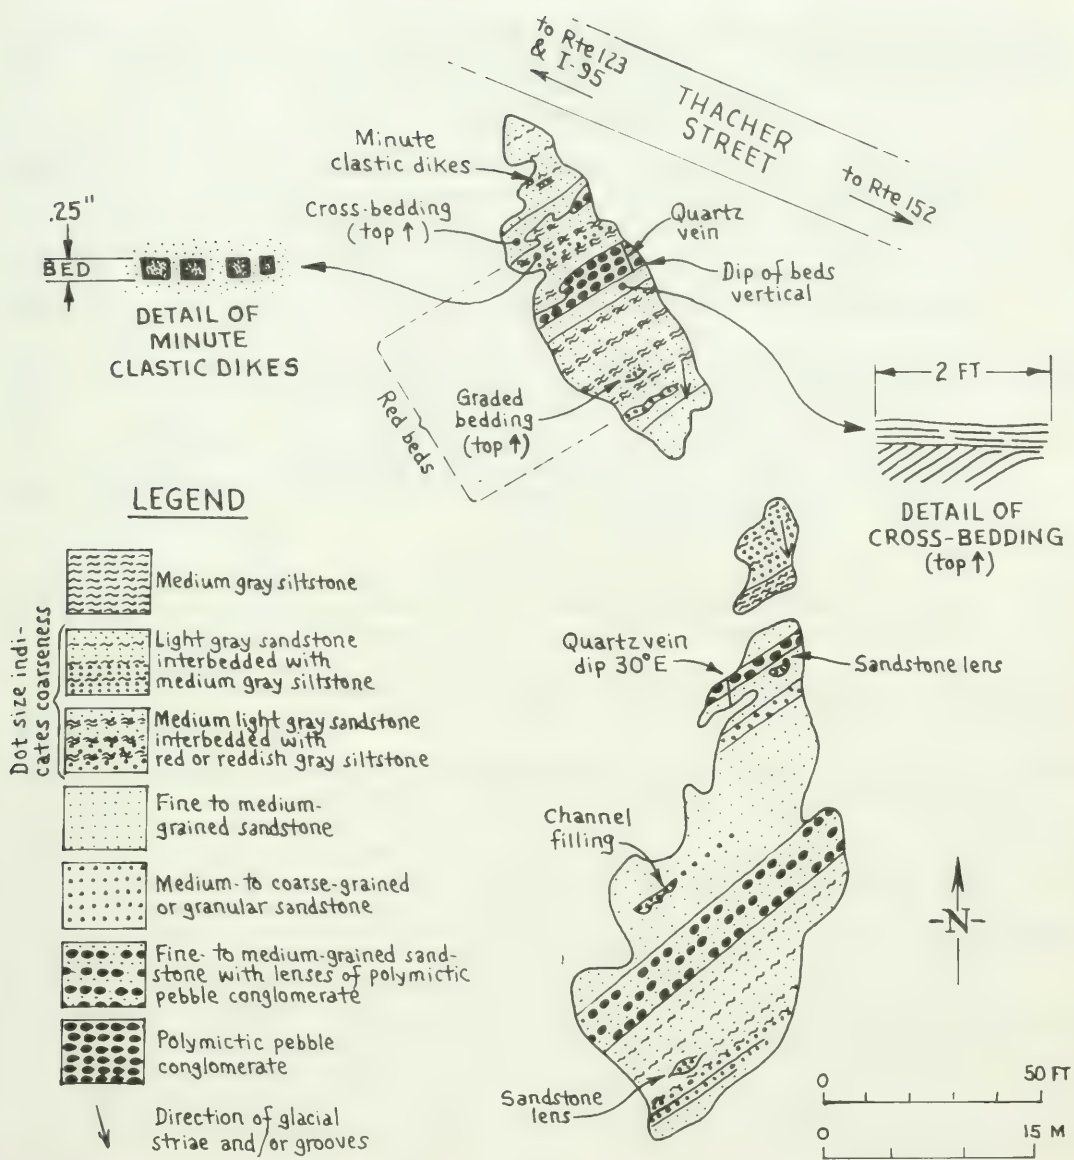 to Rte 123
& I-95
THACHER
STREET
to Rte 152
Minute
clastic dikes
Cross-bedding
(top ↑)
Quartz
vein
Dip of beds
vertical
.25"
BED
DETAIL OF
MINUTE
CLASTIC DIKES
Red beds
Graded
bedding
(top ↑)
2 FT
DETAIL OF
CROSS-BEDDING
(top ↑)
LEGEND
Dot size indi-
cates coarseness
Medium gray siltstone
Light gray sandstone
interbedded with
medium gray siltstone
Medium light gray sandstone
interbedded with
red or reddish gray siltstone
Fine to medium-
grained sandstone
Medium- to coarse-grained
or granular sandstone
Fine- to medium-grained sand-
stone with lenses of polymictic
pebble conglomerate
Polymictic pebble
conglomerate
Direction of glacial
striae and/or grooves
Quartz vein
dip 30°E
Sandstone lens
Channel
filling
-N-
Sandstone
lens
0 50 FT
0 15 M